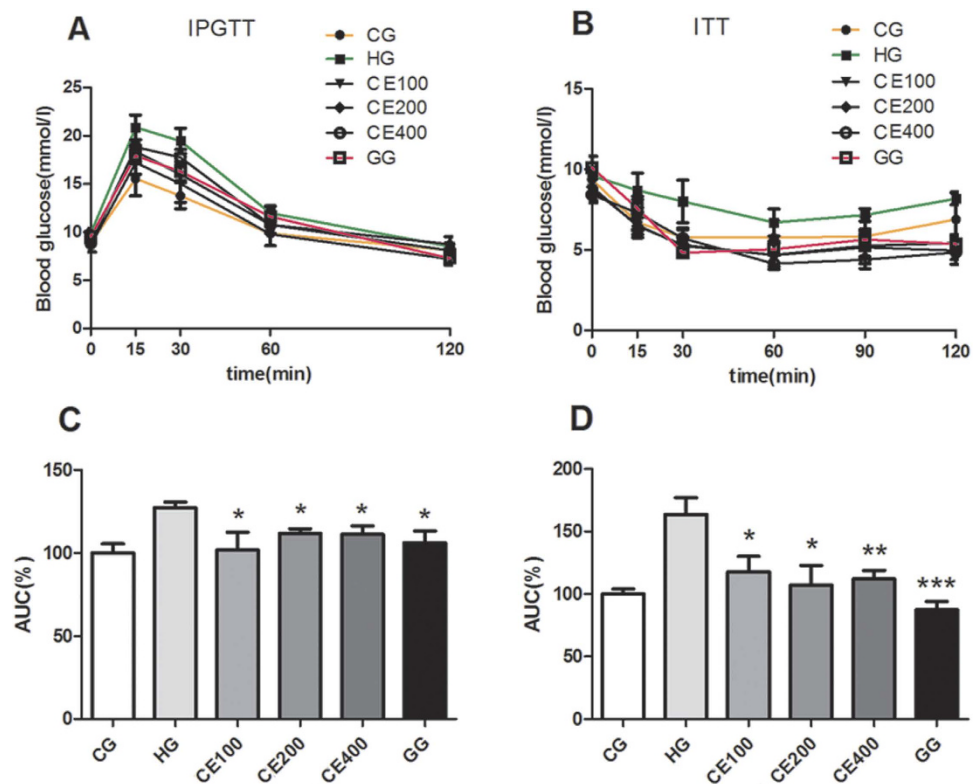 A
IPGTT
CG
HG
CE100
CE200
CE400
GG
Blood glucose(mmol/l)
25
20
15
10
5
0
0 15 30 60 120
time(min)
B
ITT
CG
HG
CE100
CE200
CE400
GG
Blood glucose(mmol/l)
15
10
5
0
0 15 30 60 90 120
time(min)
C
AUC(%)
150
100
50
0
* * * *
CG HG CE100 CE200 CE400 GG
D
AUC(%)
200
150
100
50
0
* * ** ***
CG HG CE100 CE200 CE400 GG